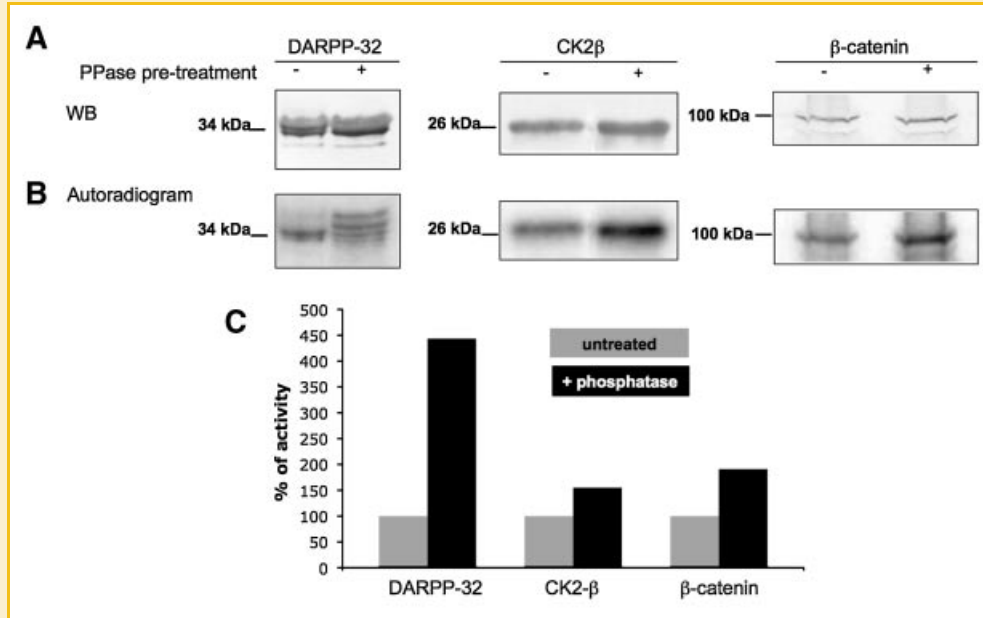 A
DARPP-32 CK2β β-catenin
PPase pre-treatment - + - + - +
WB
34 kDa 26 kDa 100 kDa
B Autoradiogram
34 kDa 26 kDa 100 kDa
C
500
450
400
350
300
250
200
150
100
50
0
% of activity
untreated
+ phosphatase
DARPP-32 CK2-β β-catenin